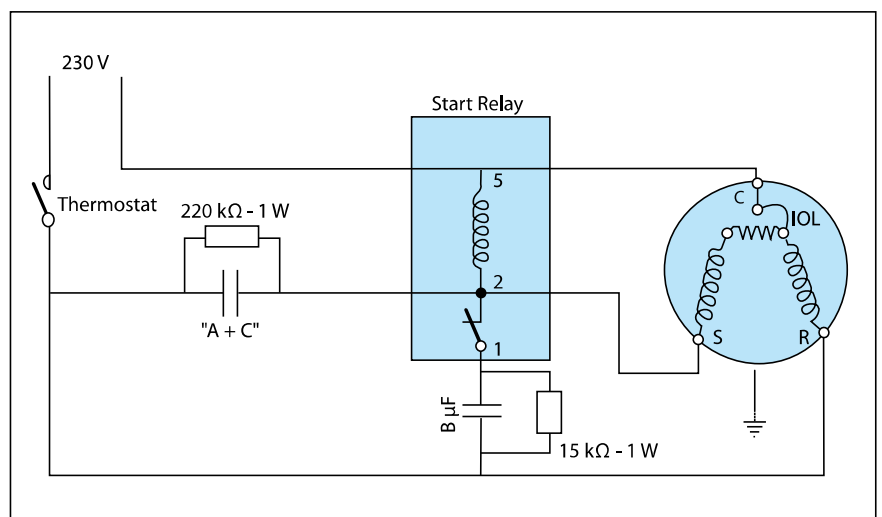 230 V
Start Relay
5
C
IOL
Thermostat
220 kΩ - 1 W
2
"A + C"
S
R
1
B μF
15 kΩ - 1 W